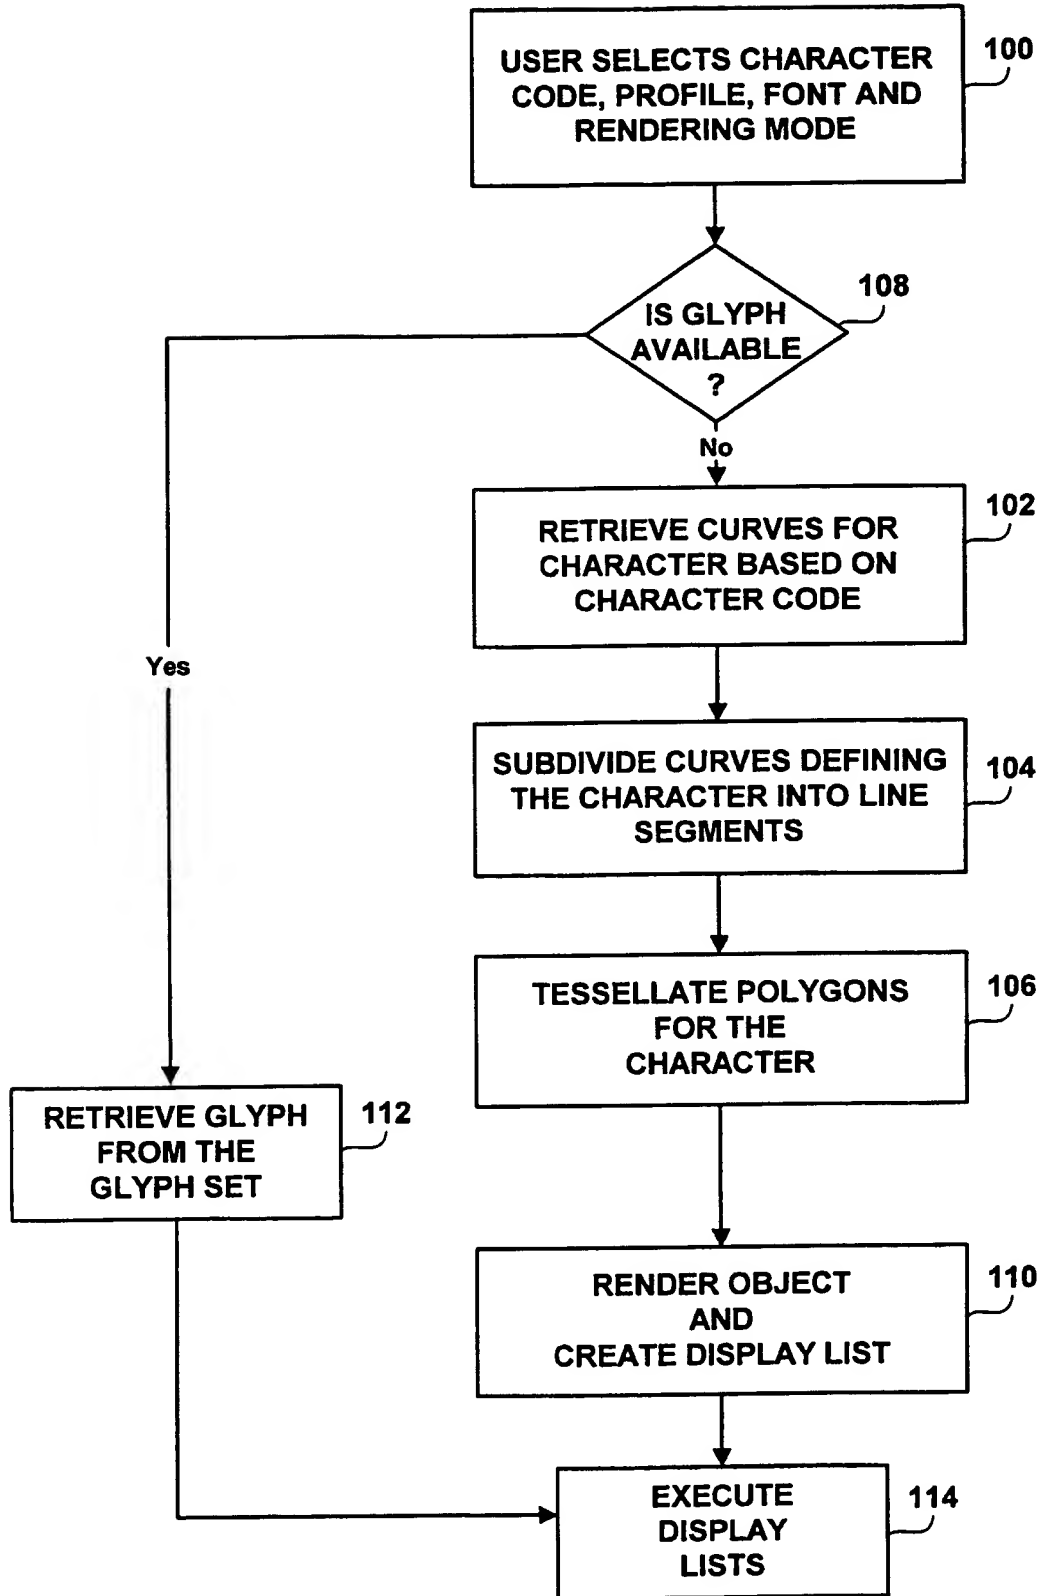 USER SELECTS CHARACTER
CODE, PROFILE, FONT AND
RENDERING MODE
100
IS GLYPH
AVAILABLE
?
108
No
RETRIEVE CURVES FOR
CHARACTER BASED ON
CHARACTER CODE
102
Yes
SUBDIVIDE CURVES DEFINING
THE CHARACTER INTO LINE
SEGMENTS
104
TESSELLATE POLYGONS
FOR THE
CHARACTER
106
RETRIEVE GLYPH
FROM THE
GLYPH SET
112
RENDER OBJECT
AND
CREATE DISPLAY LIST
110
EXECUTE
DISPLAY
LISTS
114